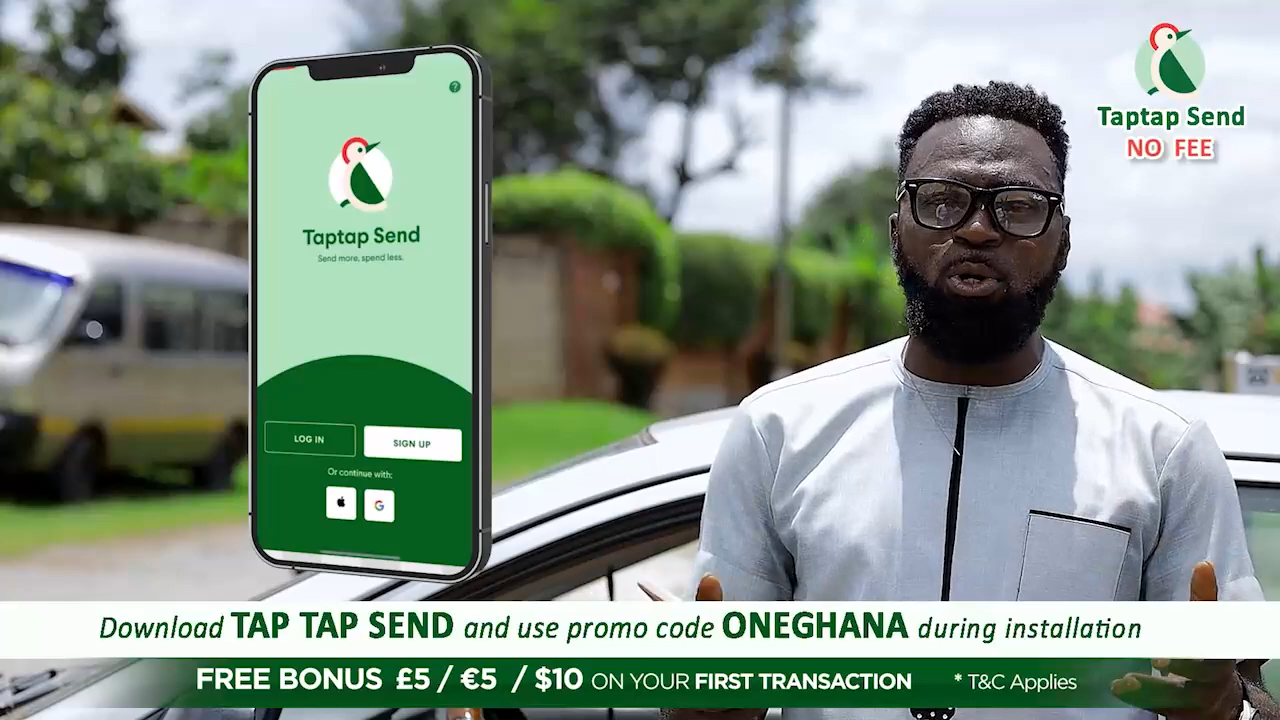 Taptap Send
NO FEE
?
Taptap Send
Send more, spend less.
LOG IN
SIGN UP
Or continue with:
G
Download TAP TAP SEND and use promo code ONEGHANA during installation
FREE BONUS £5 / €5 / $10 ON YOUR FIRST TRANSACTION * T&C Applies